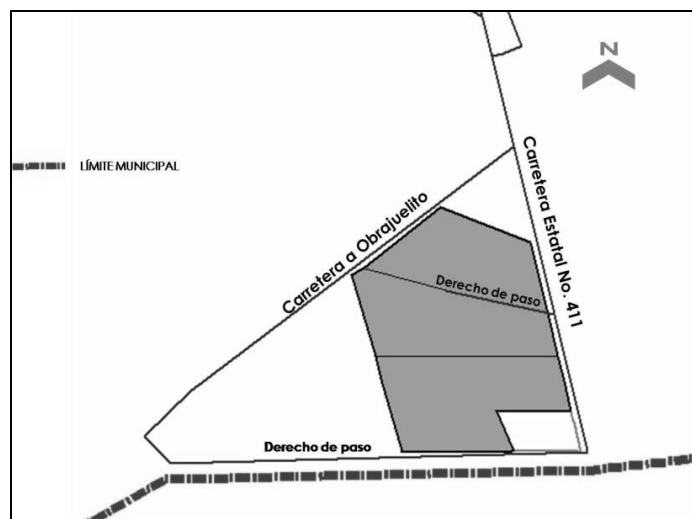 N
LÍMITE MUNICIPAL
Carretera a Obrajuelito
Carretera Estatal No. 411
Derecho de paso
Derecho de paso